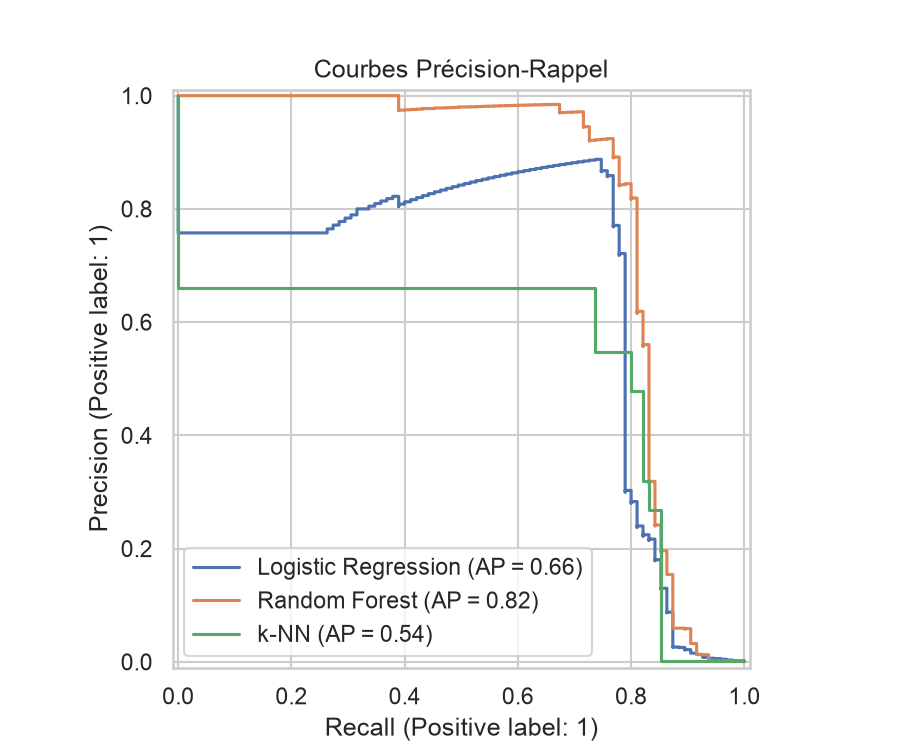 Courbes Précision-Rappel
1.0
0.8
0.6
0.4
0.2
0.0
Precision (Positive label: 1)
Logistic Regression (AP = 0.66)
Random Forest (AP = 0.82)
k-NN (AP = 0.54)
0.0 0.2 0.4 0.6 0.8 1.0
Recall (Positive label: 1)